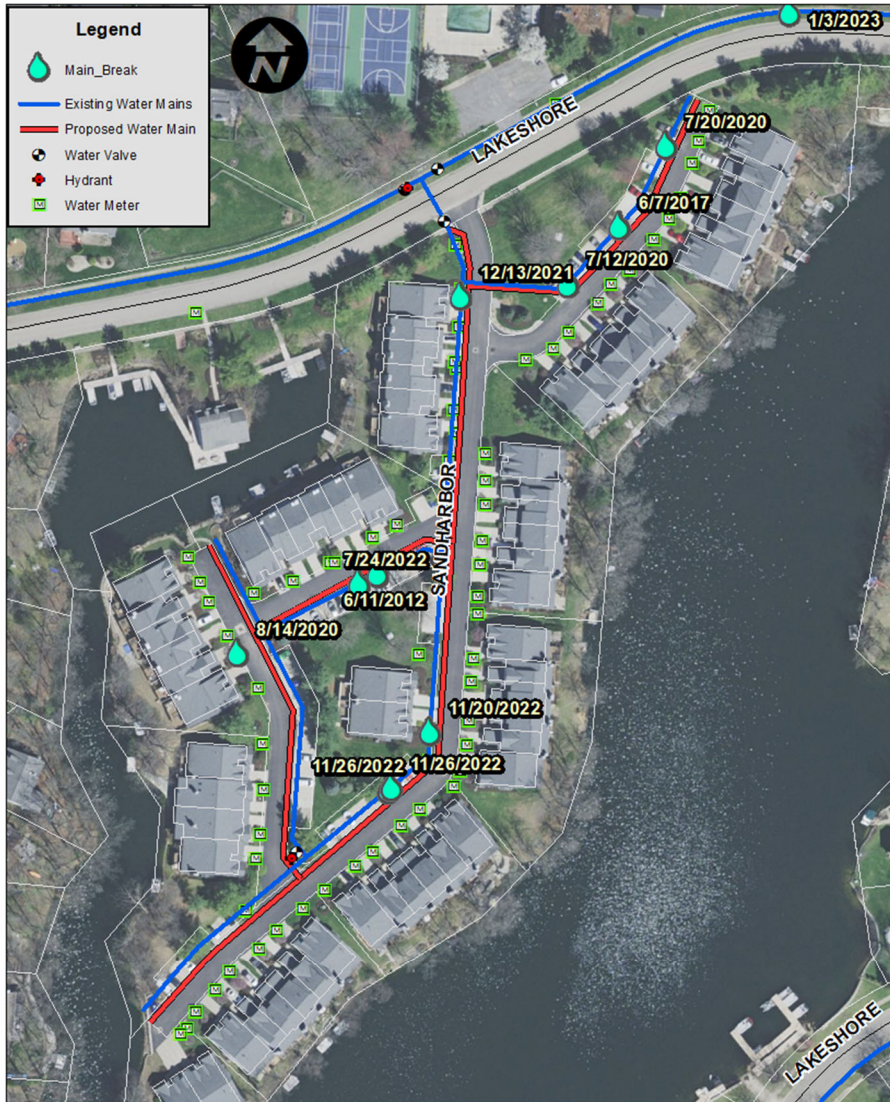 Legend
Main_Break
Existing Water Mains
Proposed Water Main
Water Valve
Hydrant
M Water Meter
N
1/3/2023
LAKESHORE
7/20/2020
6/7/2017
7/12/2020
12/13/2021
SANDHARBOR
7/24/2022
6/11/2012
8/14/2020
11/20/2022
11/26/2022
11/26/2022
LAKESHORE